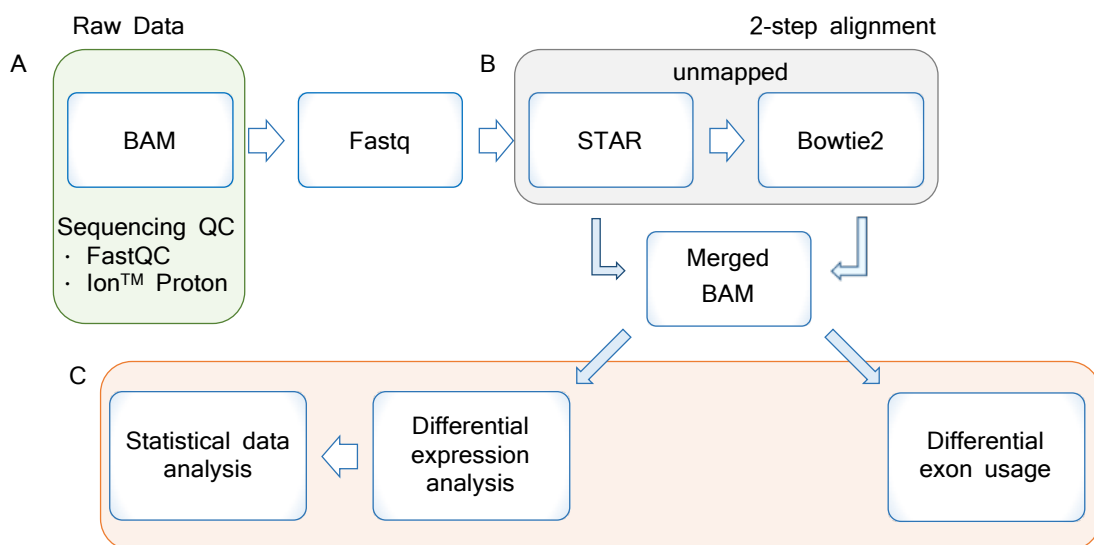 Raw Data
2-step alignment
A
B
unmapped
BAM
Fastq
STAR
Bowtie2
Sequencing QC
· FastQC
· Ion™ Proton
Merged
BAM
C
Statistical data
analysis
Differential
expression
analysis
Differential
exon usage